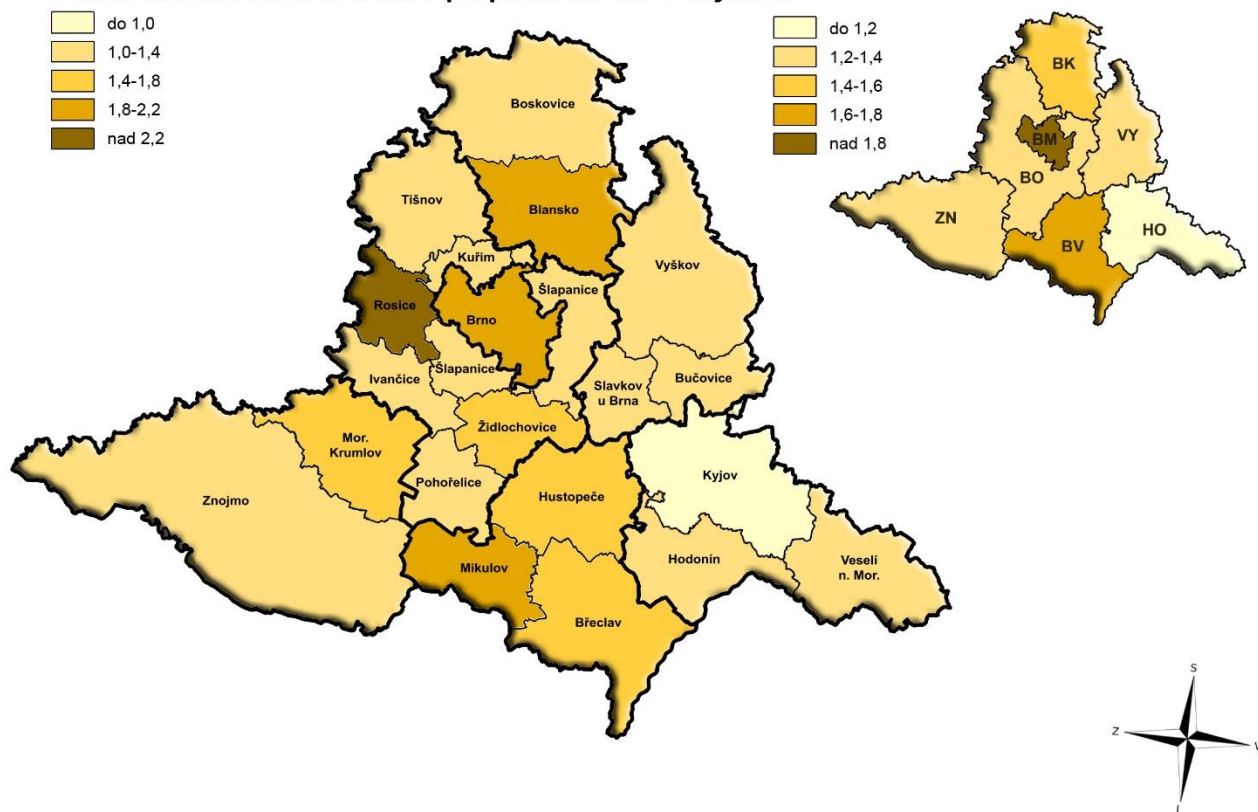 do 1,0
1,0-1,4
1,4-1,8
1,8-2,2
nad 2,2
do 1,2
1,2-1,4
1,4-1,6
1,6-1,8
nad 1,8
BK
BM
VY
BO
ZN
HO
BV
Boskovice
Tišnov
Blansko
Kuřim
Vyškov
Šlapanice
Rosice
Brno
Ivančice
Šlapanice
Slavkov
u Brna
Bučovice
Židlochovice
Mor.
Krumlov
Pohořelice
Kyjov
Znojmo
Hustopeče
Hodonín
Veselí
n. Mor.
Mikulov
Břeclav
S
Z
V
J